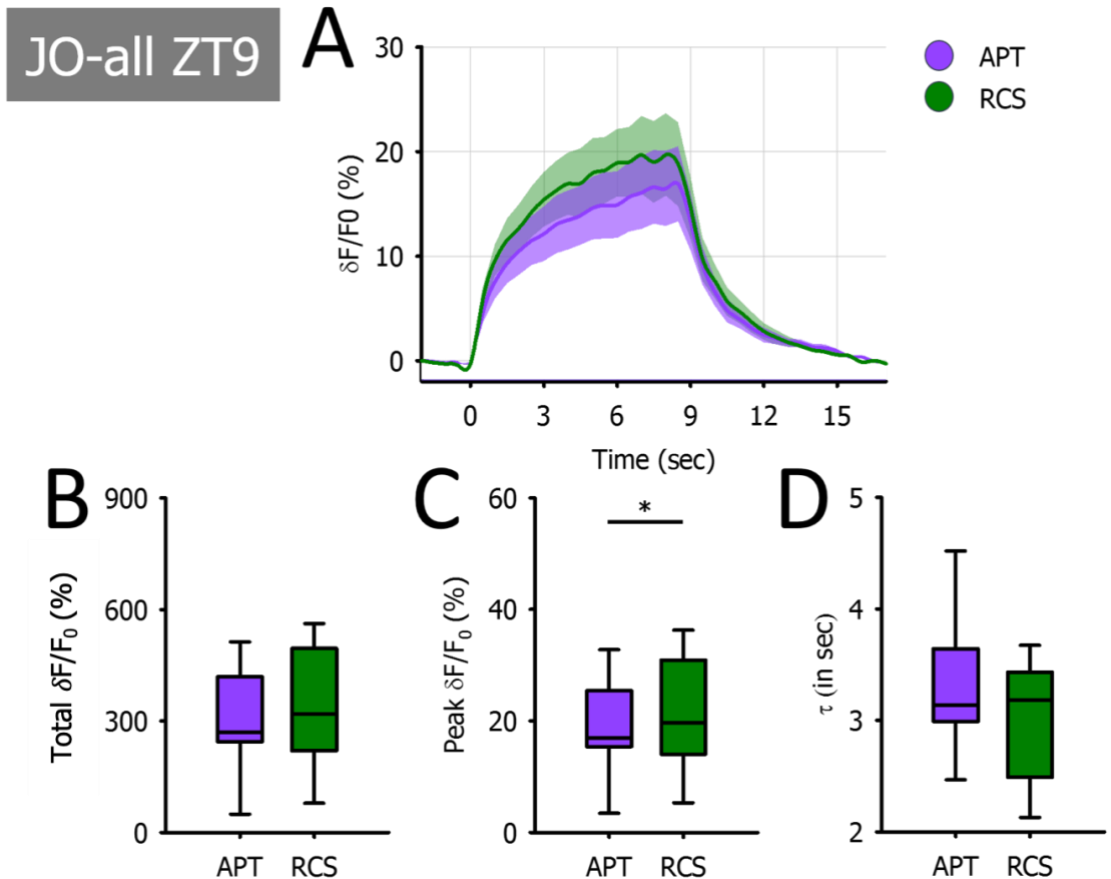 JO-all ZT9
A
30
20
10
0
δF/F0 (%)
0 3 6 9 12 15
Time (sec)
APT
RCS
B
900
600
300
0
Total δF/F0 (%)
APT RCS
C
60
40
20
0
Peak δF/F0 (%)
*
APT RCS
D
5
4
3
2
τ (in sec)
APT RCS